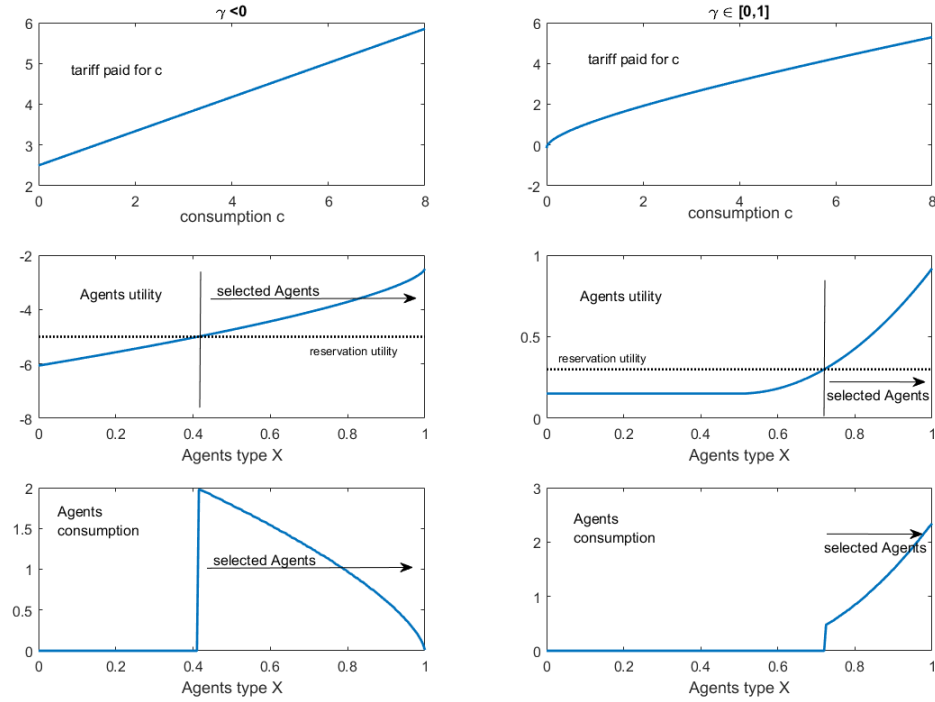 γ <0
6
5
4
3
2
0
2
4
6
8
tariff paid for c
consumption c
γ ∈ [0,1]
6
4
2
0
-2
0
2
4
6
8
tariff paid for c
consumption c
-2
-4
-6
-8
0
0.2
0.4
0.6
0.8
1
Agents utility
selected Agents
reservation utility
Agents type X
1
0.5
0
0
0.2
0.4
0.6
0.8
1
Agents utility
reservation utility
selected Agents
Agents type X
2
1.5
1
0.5
0
0
0.2
0.4
0.6
0.8
1
Agents
consumption
selected Agents
Agents type X
3
2
1
0
0
0.2
0.4
0.6
0.8
1
Agents
consumption
selected Agents
Agents type X